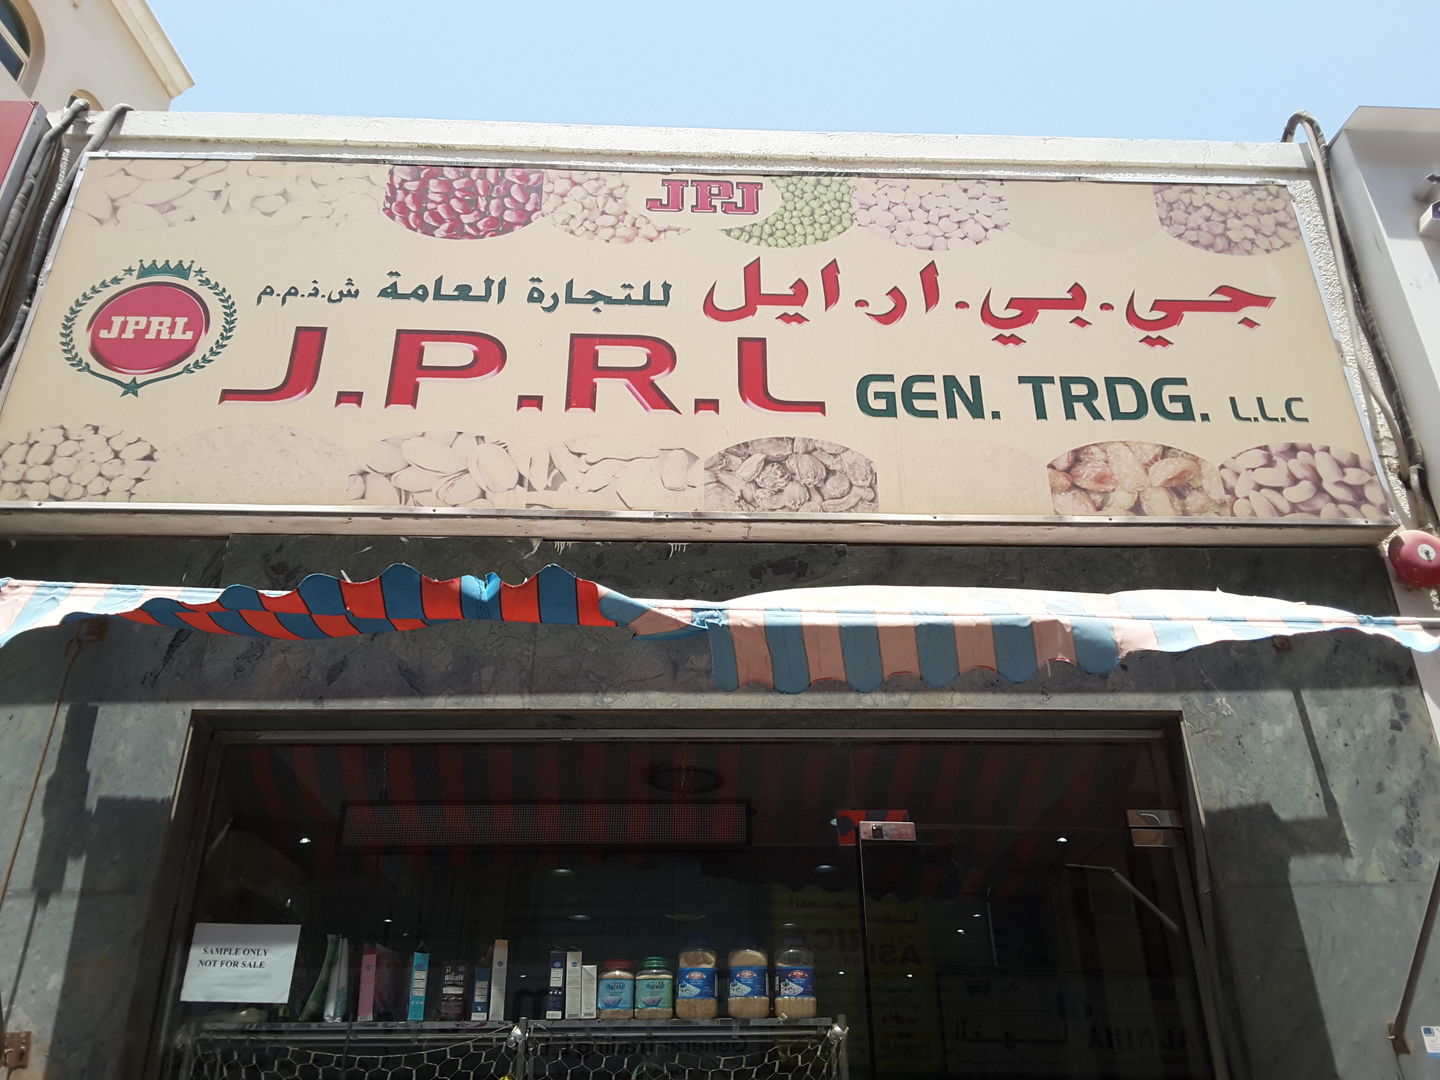 JPJ
جي.بي.ار.ايل للتجارة العامة ش.ذ.م.م
JPRL
J.P.R.L GEN. TRDG. L.L.C
SAMPLE ONLY
NOT FOR SALE